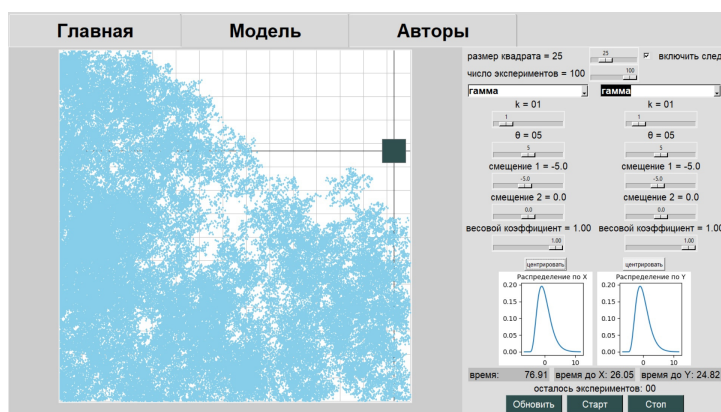 Главная Модель Авторы
размер квадрата = 25 25 включить след
число экспериментов = 100 100
гамма гамма
k = 01 k = 01
1 1
θ = 05 θ = 05
5 5
смещение 1 = -5.0 смещение 1 = -5.0
-5.0 -5.0
смещение 2 = 0.0 смещение 2 = 0.0
0.0 0.0
весовой коэффициент = 1.00 весовой коэффициент = 1.00
1.00 1.00
центрировать центрировать
Распределение по X Распределение по Y
0.20 0.20
0.15 0.15
0.10 0.10
0.05 0.05
0.00 0.00
0 10 0 10
время: 76.91 время до X: 26.05 время до Y: 24.82
осталось экспериментов: 00
Обновить Старт Стоп